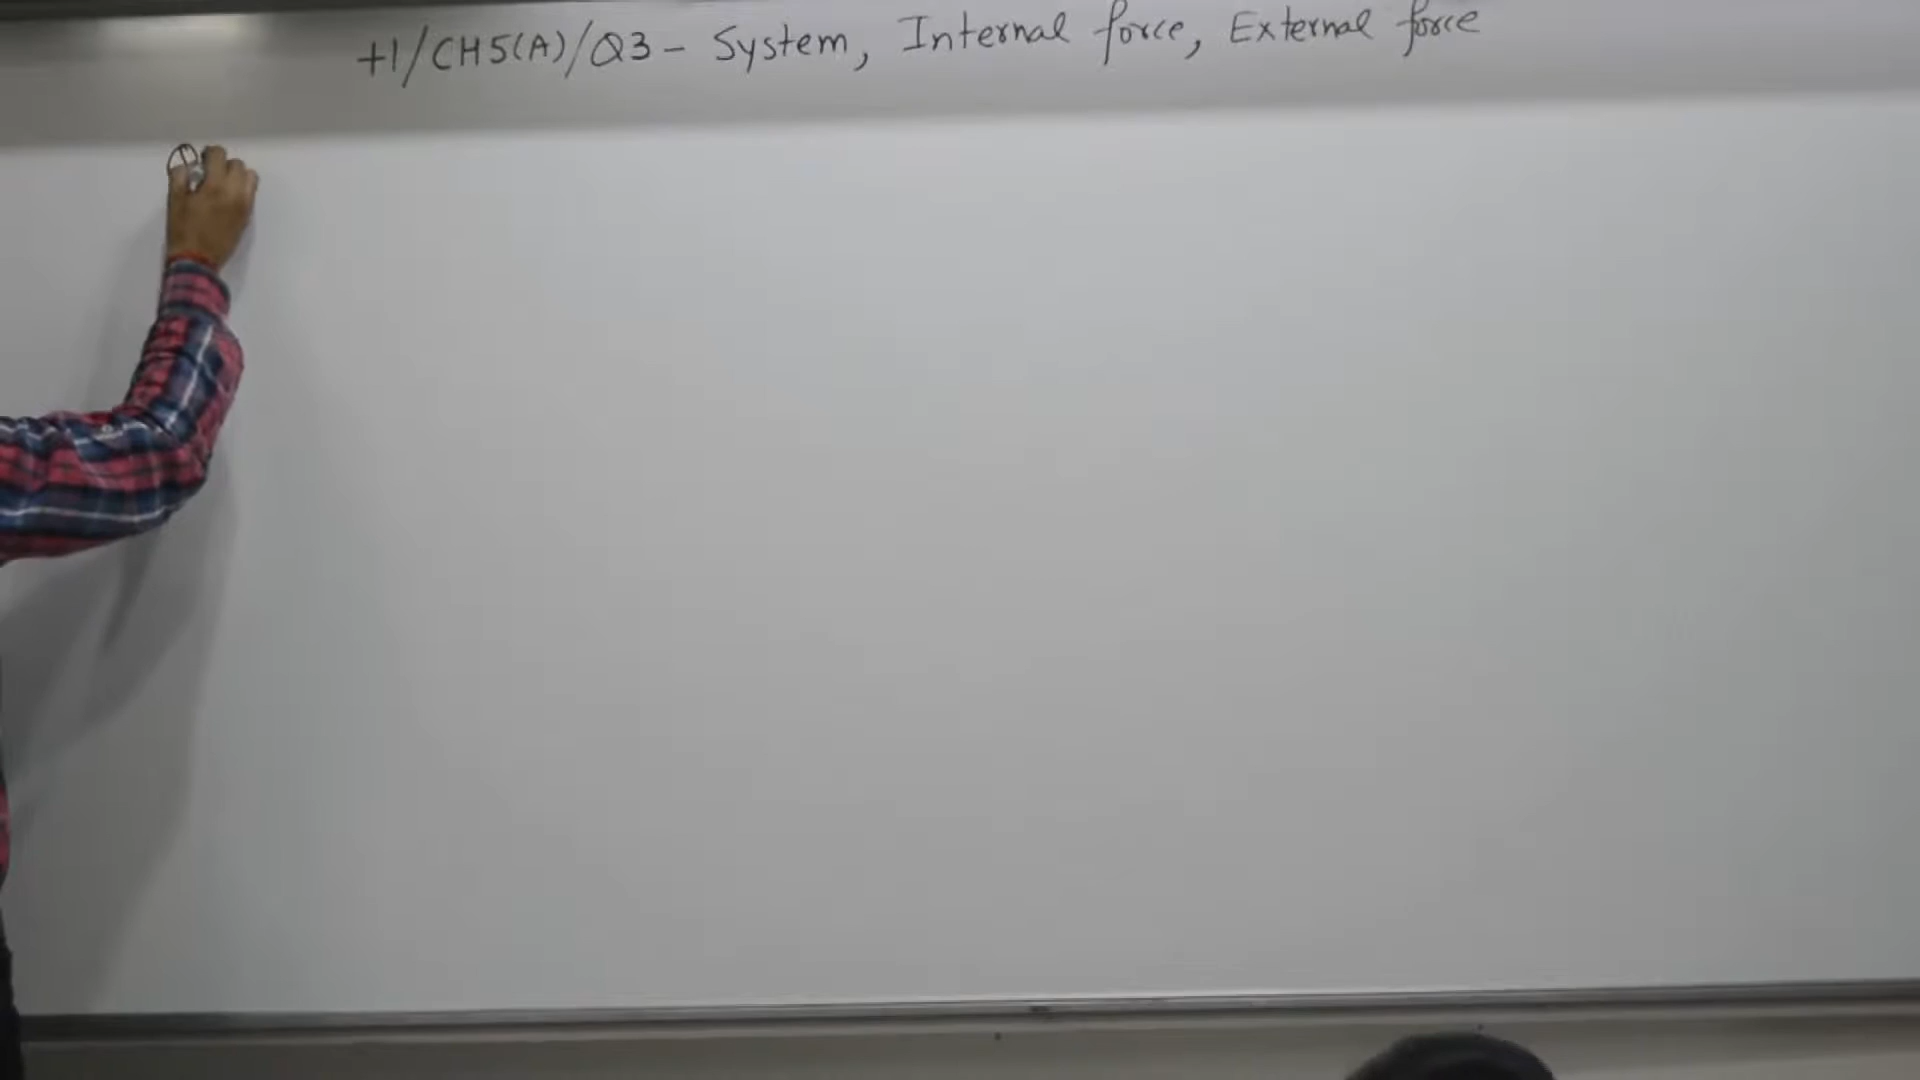 +1/CH5(A)/Q3 - System, Internal force, External force